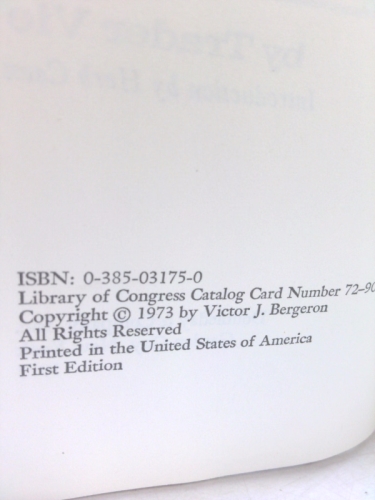 ISBN: 0-385-03175-0
Library of Congress Catalog Card Number 72-90
Copyright © 1973 by Victor J. Bergeron
All Rights Reserved
Printed in the United States of America
First Edition